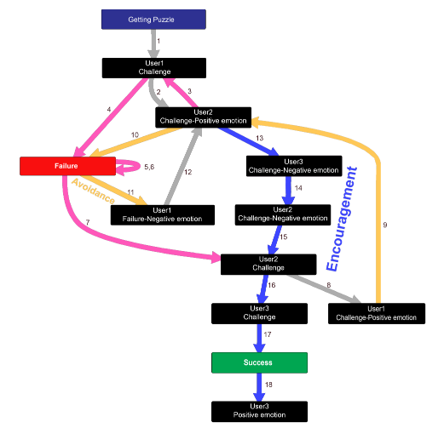 Getting Puzzle
1
User1
Challenge
4
2
3
User2
Challenge-Positive emotion
10
13
Failure
5,6
User3
Challenge-Negative emotion
12
Avoidance
11
14
User1
Failure-Negative emotion
User2
Challenge-Negative emotion
Encouragement
7
15
9
User2
Challenge
16
8
User3
Challenge
User1
Challenge-Positive emotion
17
Success
18
User3
Positive emotion